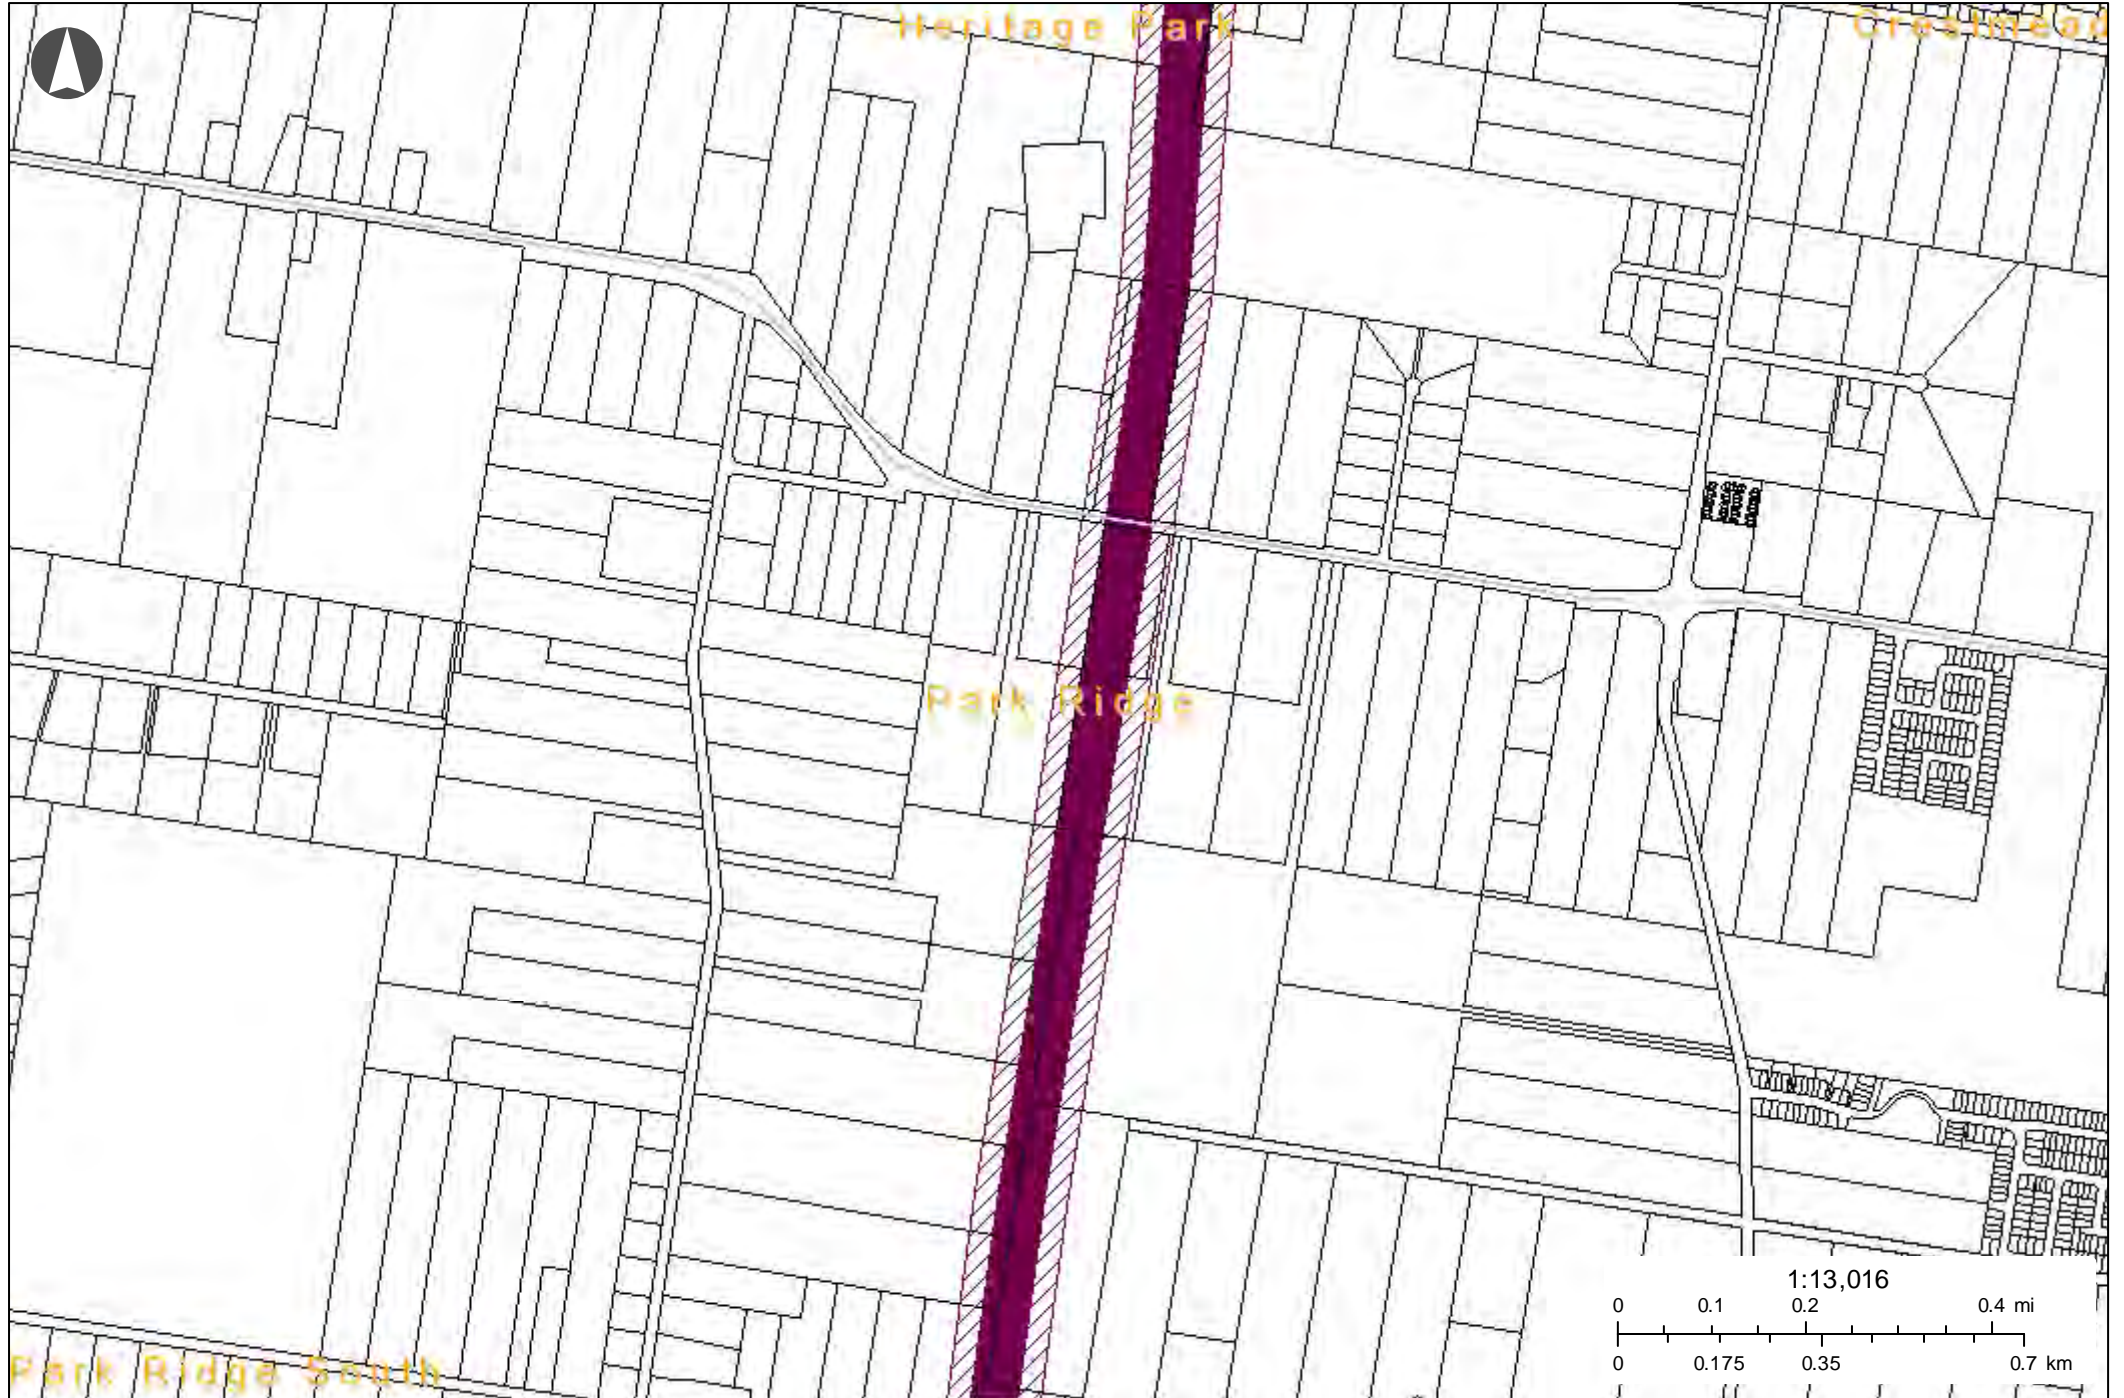 Heritage Park
Crestmead
Park Ridge
1:13,016
0 0.1 0.2 0.4 mi
0 0.175 0.35 0.7 km
Park Ridge South